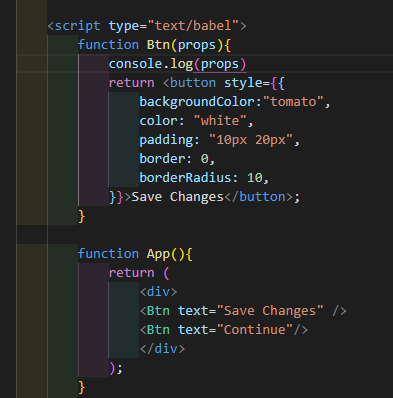 <script type="text/babel">
function Btn(props){
console.log(props)
return <button style={{
backgroundColor:"tomato",
color: "white",
padding: "10px 20px",
border: 0,
borderRadius: 10,
}}>Save Changes</button>;
}
function App(){
return (
<div>
<Btn text="Save Changes" />
<Btn text="Continue"/>
</div>
);
}